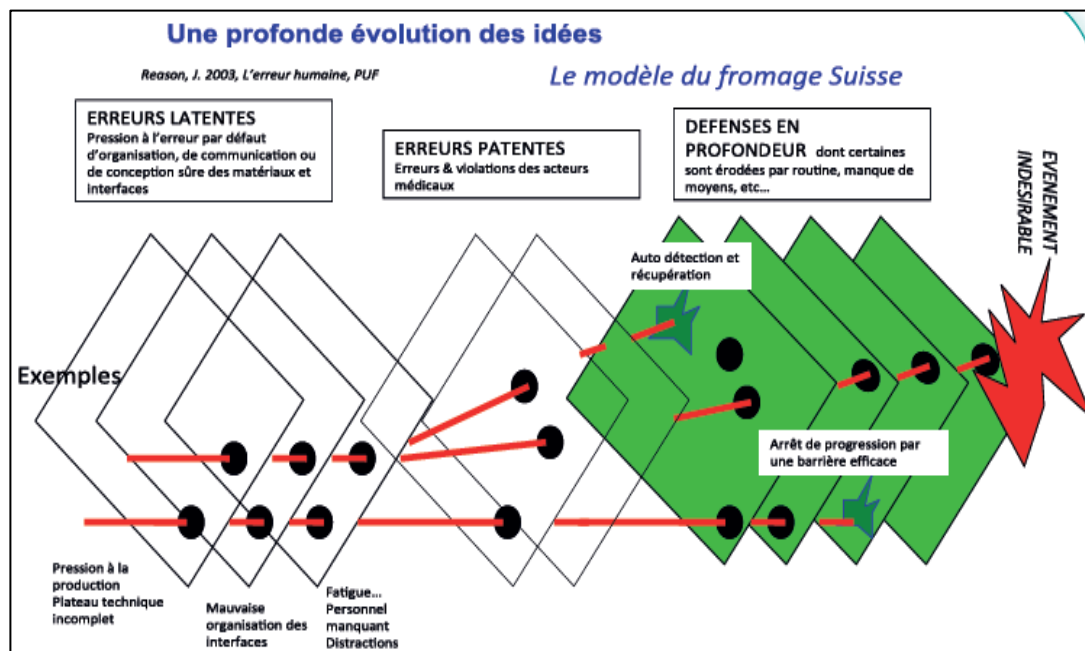 Une profonde évolution des idées
Reason, J. 2003, L'erreur humaine, PUF
Le modèle du fromage Suisse
ERREURS LATENTES
Pression à l'erreur par défaut
d'organisation, de communication ou
de conception sûre des matériaux et
Interfaces
ERREURS PATENTES
Erreurs & violations des acteurs
médicaux
DEFENSES EN
PROFONDEUR dont certaines
sont érodées par routine, manque de
moyens, etc...
EVENEMENT
INDESIRABLE
Auto détection et
récupération
Exemples
Arrêt de progression par
une barrière efficace
Pression à la
production
Plateau technique
incomplet
Mauvaise
organisation des
interfaces
Fatigue...
Personnel
manquant
Distractions